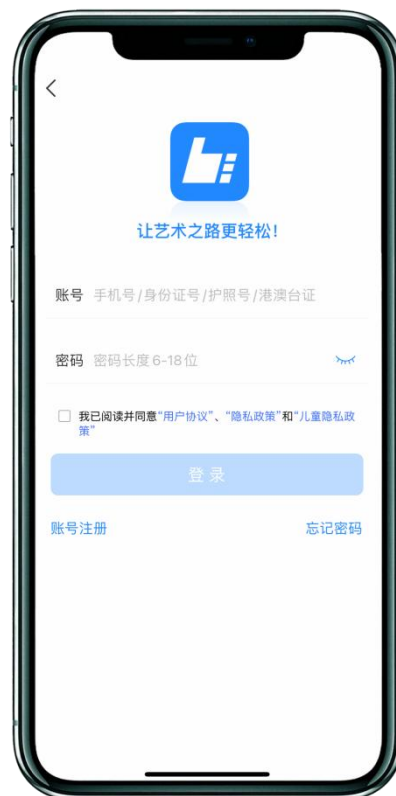 让艺术之路更轻松!
账号 手机号/身份证号/护照号/港澳台证
密码 密码长度6-18位
我已阅读并同意“用户协议”、“隐私政策”和“儿童隐私政
策”
登录
账号注册 忘记密码